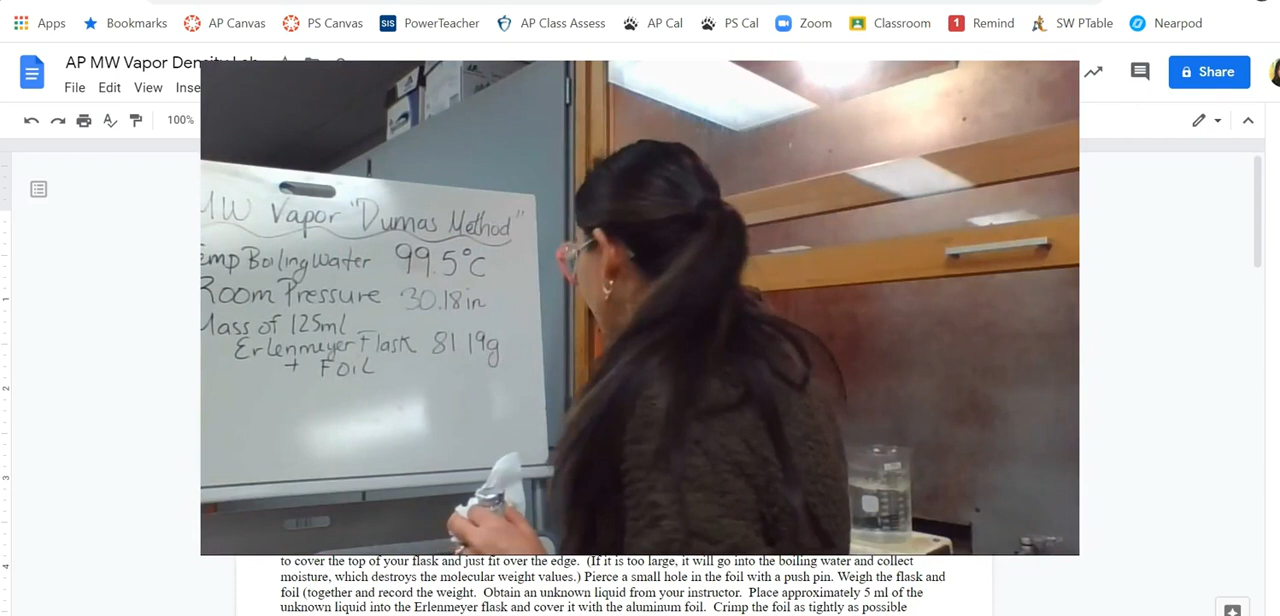 Apps Bookmarks AP Canvas PS Canvas SIS PowerTeacher AP Class Assess AP Cal PS Cal Zoom Classroom 1 Remind SW PTable Nearpod
AP MW Vapor Density Lab
File Edit View Inse
Share
100%
MW Vapor "Dumas Method"
Emp Boiling Water 99.5°C
Room Pressure 30.18in
Mass of 125ml
Erlenmeyer Flask 81.19g
+ FOIL
to cover the top of your flask and just fit over the edge. (If it is too large, it will go into the boiling water and collect
moisture, which destroys the molecular weight values.) Pierce a small hole in the foil with a push pin. Weigh the flask and
foil (together and record the weight. Obtain an unknown liquid from your instructor. Place approximately 5 ml of the
unknown liquid into the Erlenmeyer flask and cover it with the aluminum foil. Crimp the foil as tightly as possible
1
2
3
4